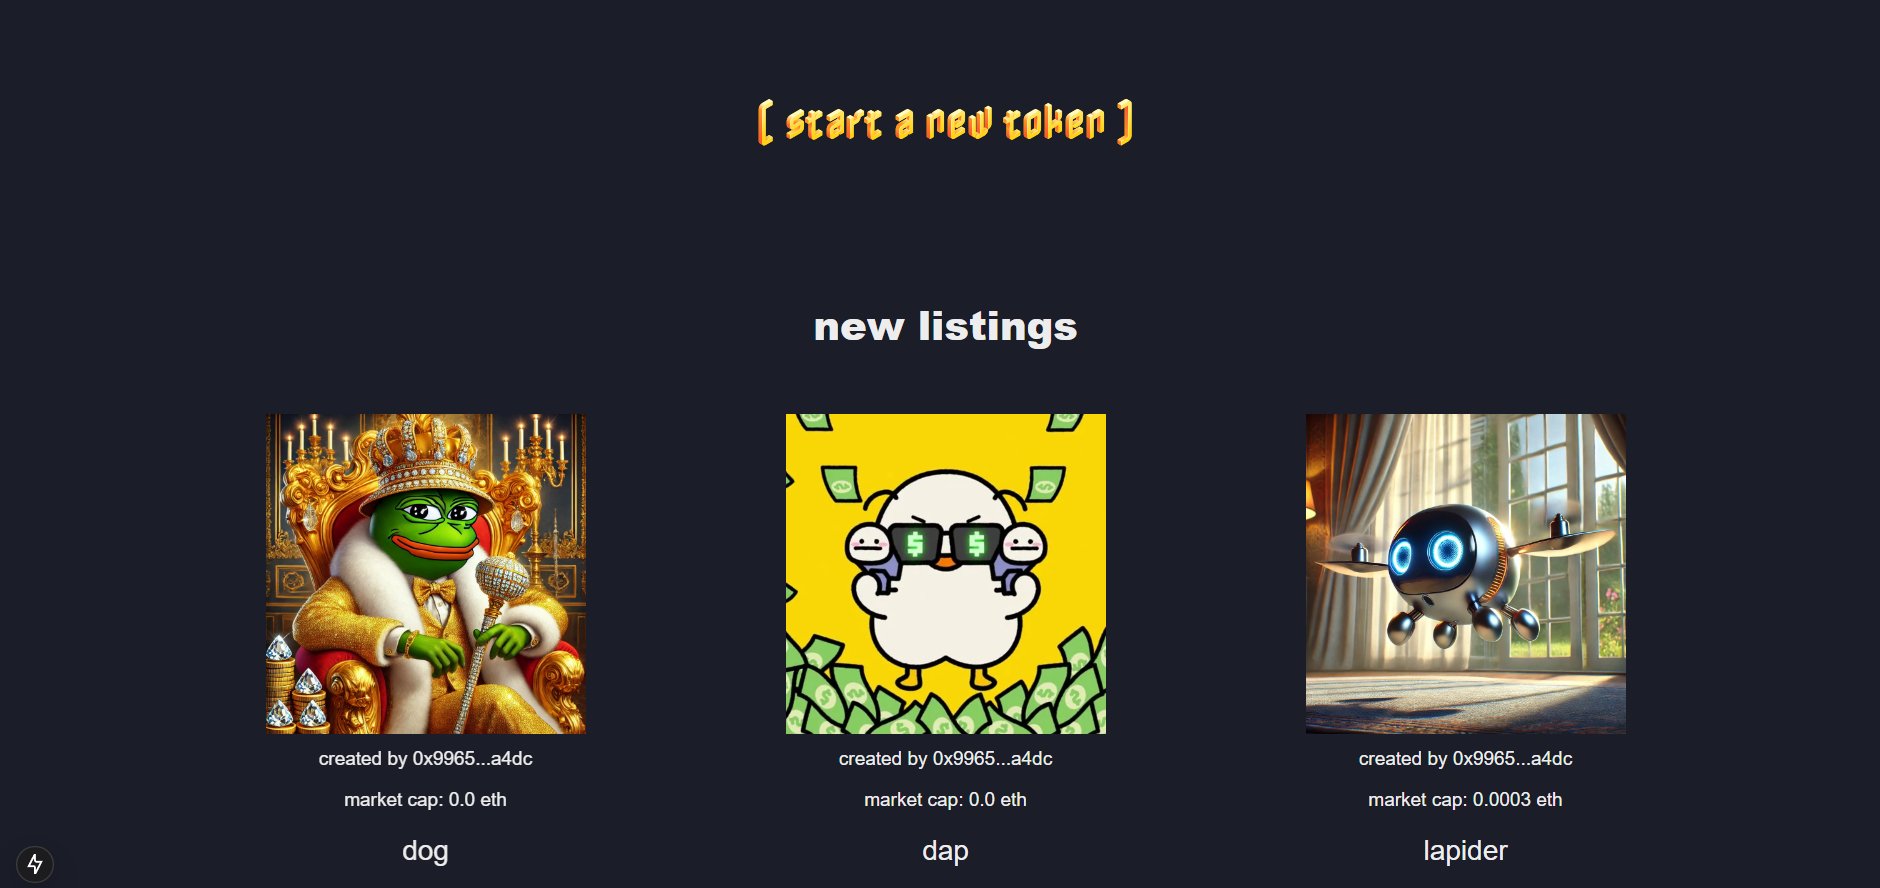 [ start a new token ]
new listings
$ $
created by 0x9965...a4dc
market cap: 0.0 eth
dog
created by 0x9965...a4dc
market cap: 0.0 eth
dap
created by 0x9965...a4dc
market cap: 0.0003 eth
lapider